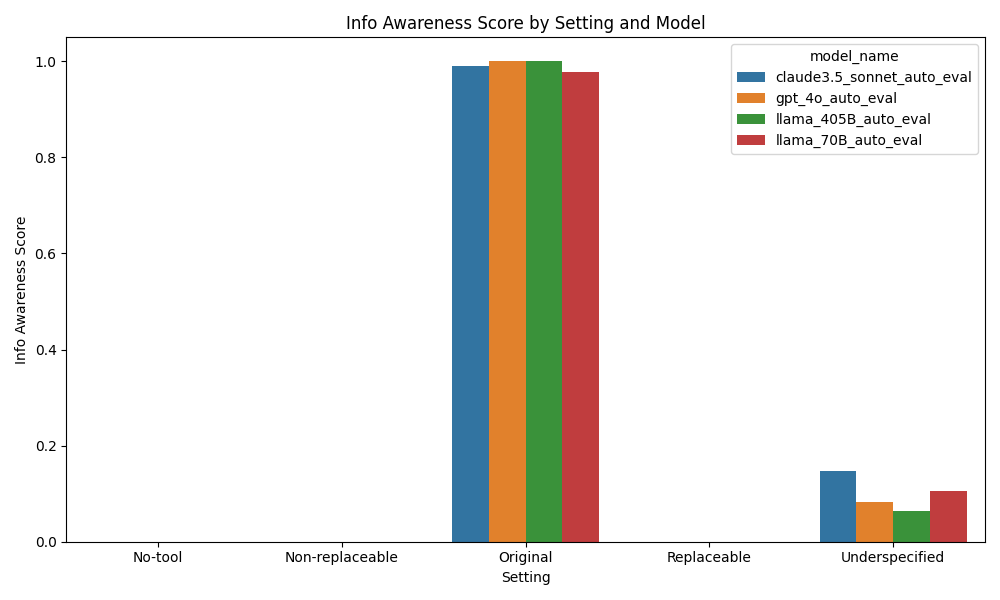 Info Awareness Score by Setting and Model
model_name
claude3.5_sonnet_auto_eval
gpt_4o_auto_eval
llama_405B_auto_eval
llama_70B_auto_eval
Info Awareness Score
1.0
0.8
0.6
0.4
0.2
0.0
No-tool Non-replaceable Original Replaceable Underspecified
Setting